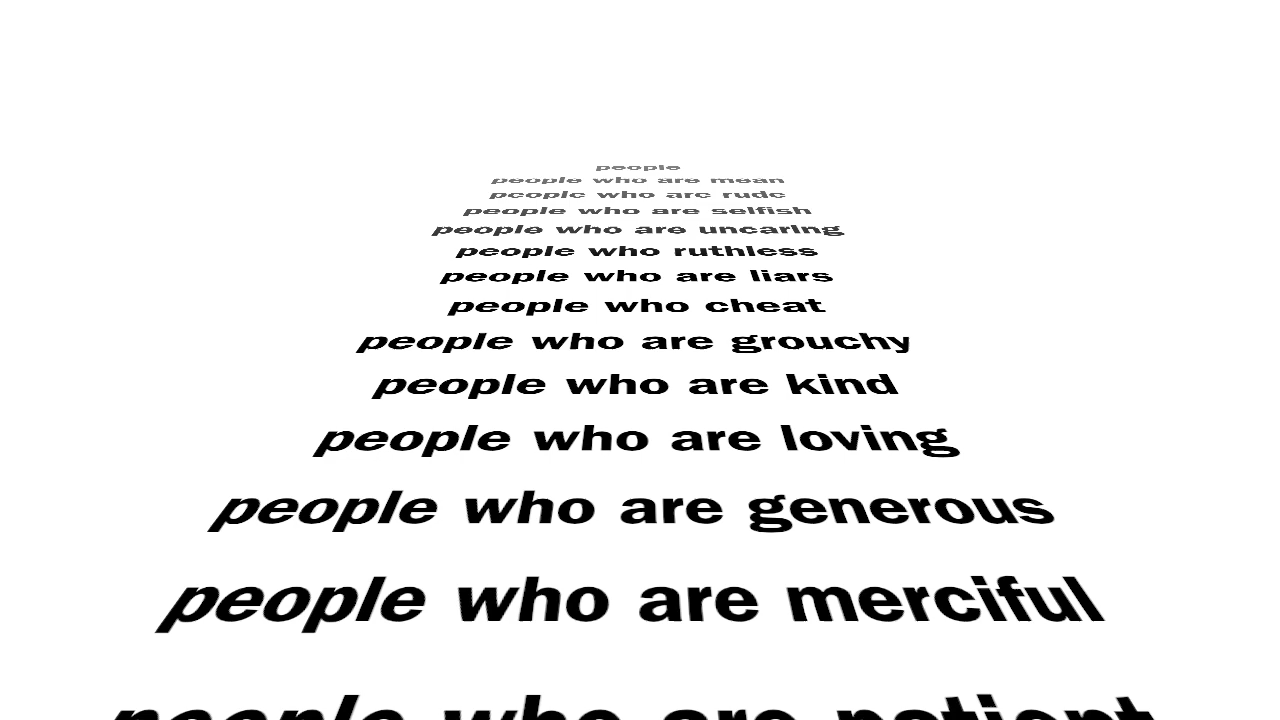 people
people who are mean
people who are rude
people who are selfish
people who are uncaring
people who ruthless
people who are liars
people who cheat
people who are grouchy
people who are kind
people who are loving
people who are generous
people who are merciful
people who are patient